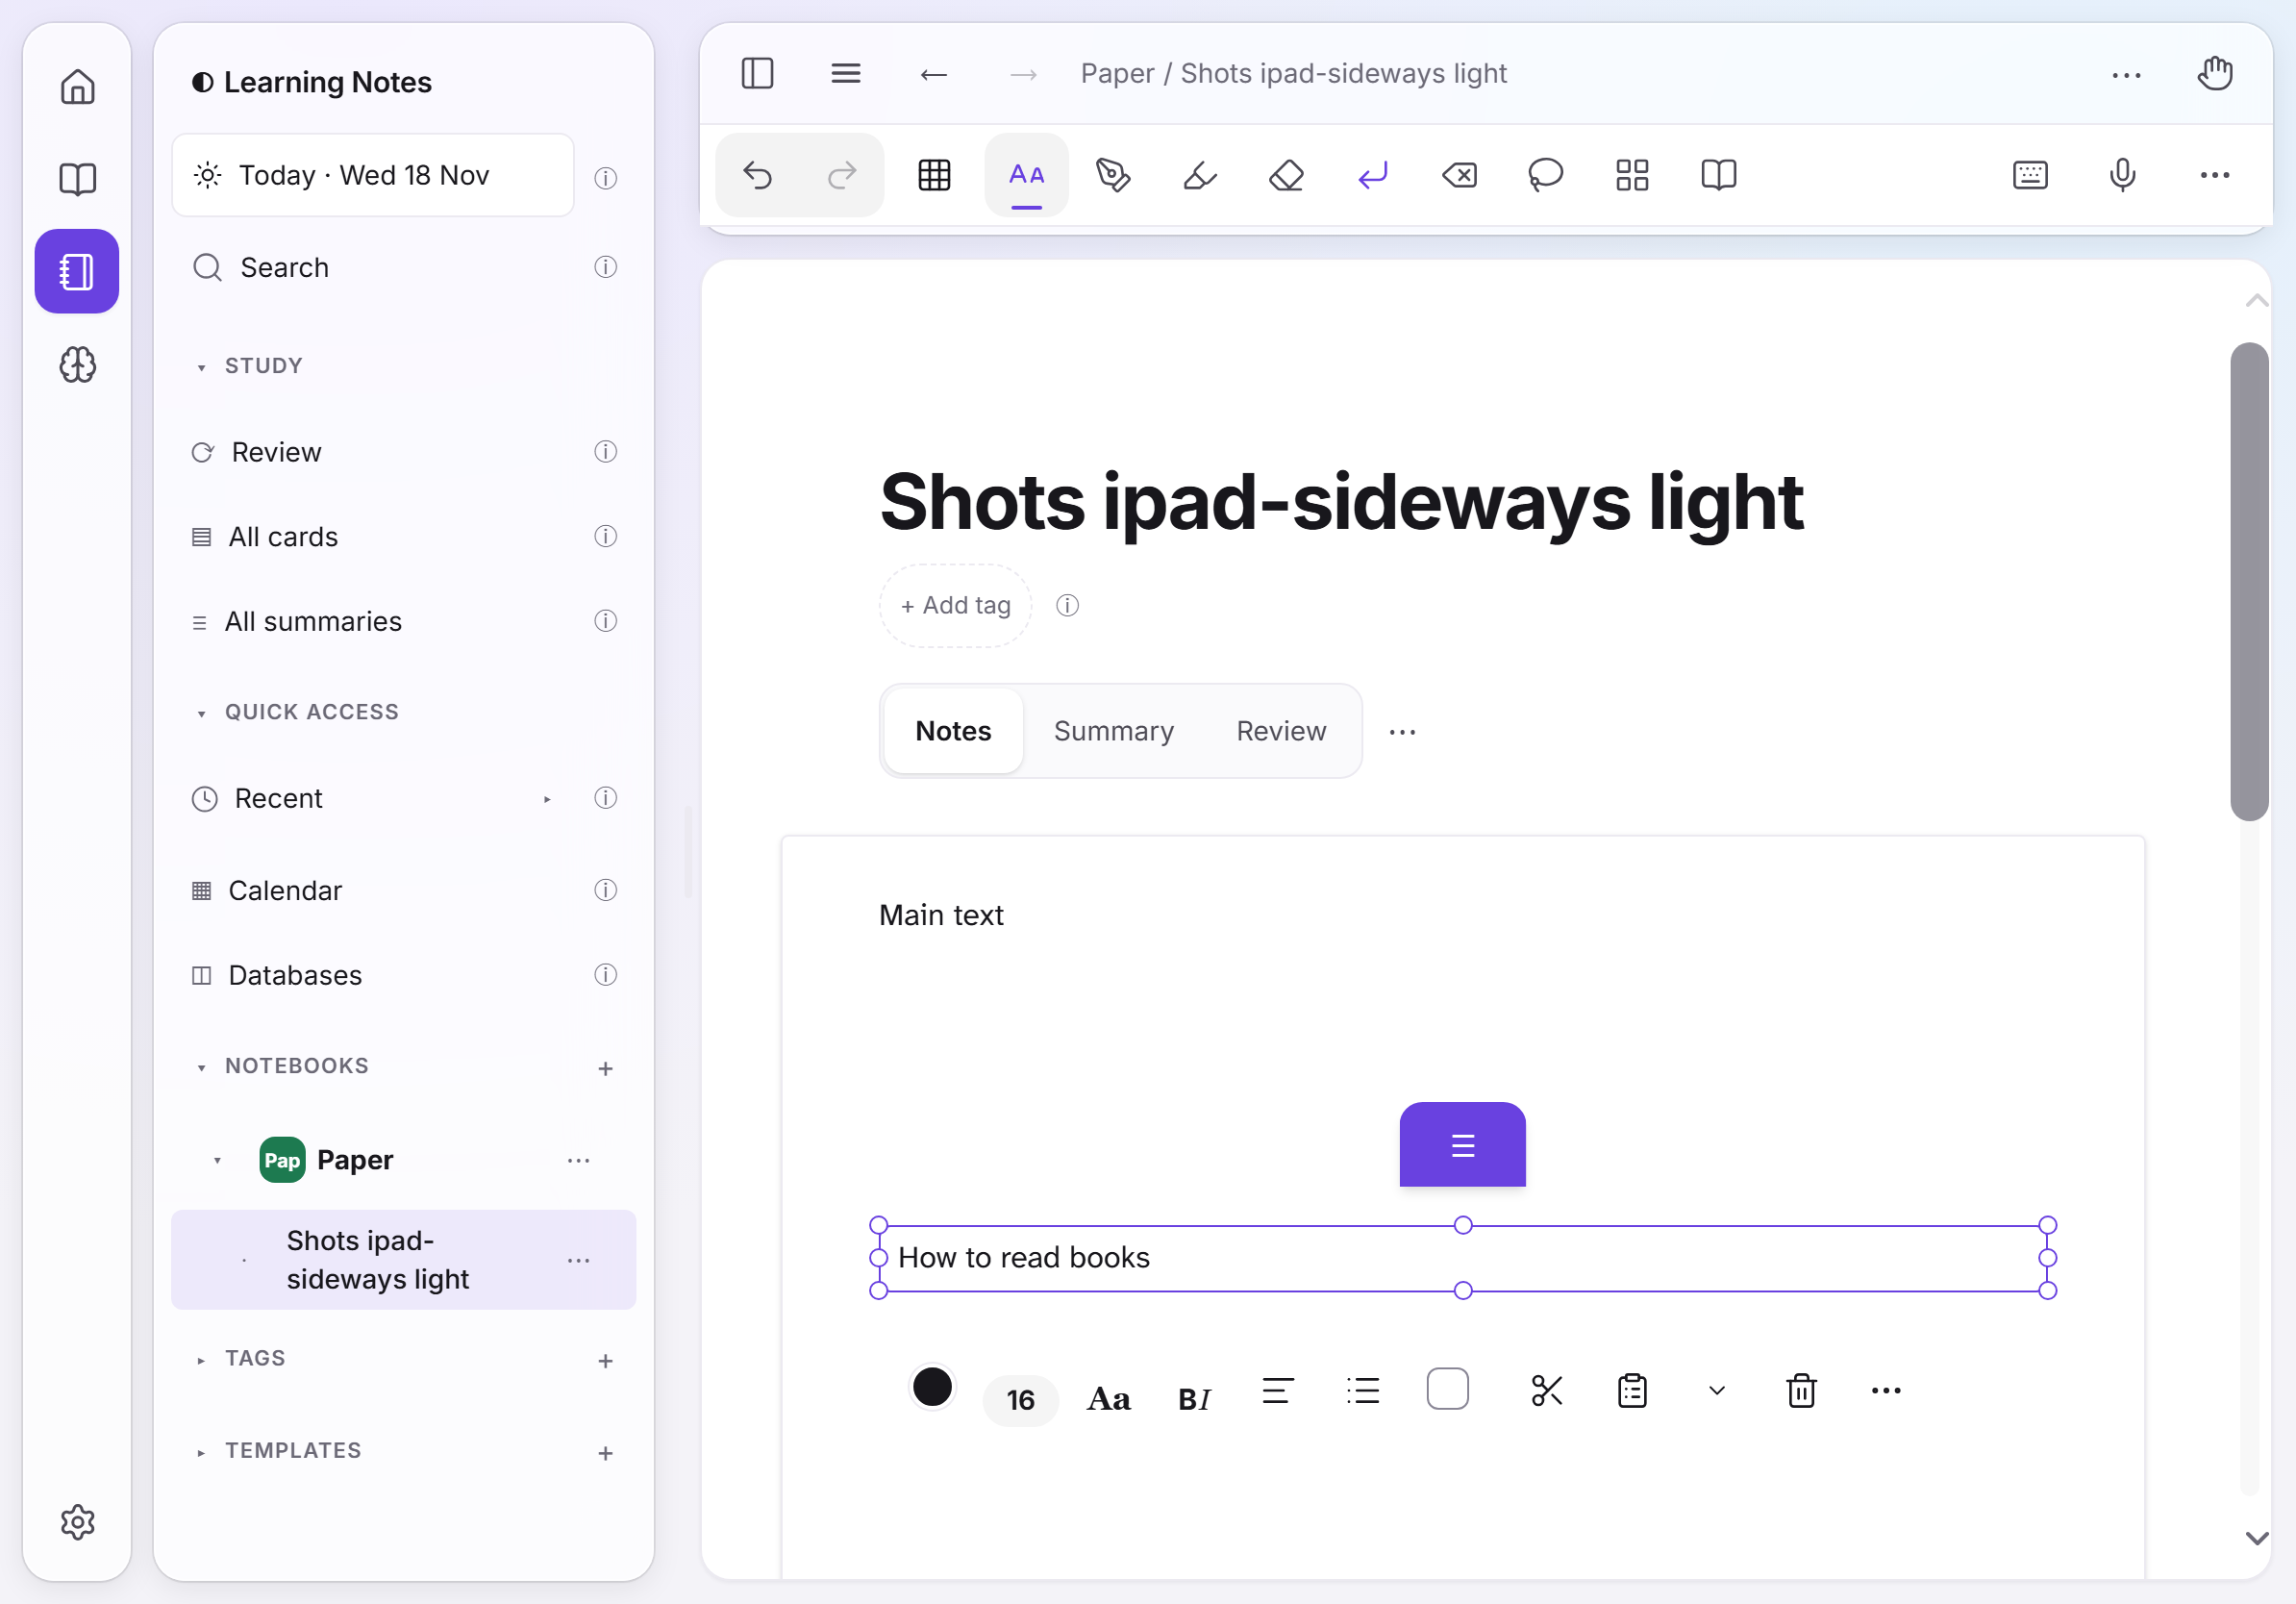 Learning Notes
Today · Wed 18 Nov
Search
STUDY
Review
All cards
All summaries
QUICK ACCESS
Recent
Calendar
Databases
NOTEBOOKS
Pap Paper
Shots ipad-
sideways light
TAGS
TEMPLATES
Paper / Shots ipad-sideways light
AA
Shots ipad-sideways light
+ Add tag
Notes Summary Review
Main text
How to read books
16 Aa BI